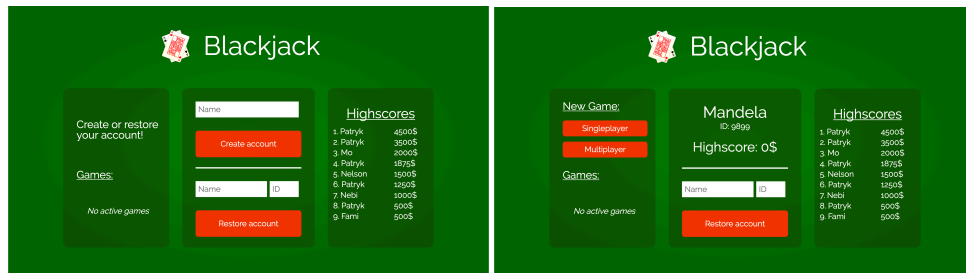 Blackjack
Create or restore
your account!
Games:
No active games
Name
Create account
Name ID
Restore account
Highscores
1. Patryk 4500$
2. Patryk 3500$
3. Mo 2000$
4. Patryk 1875$
5. Nelson 1500$
6. Patryk 1250$
7. Nebi 1000$
8. Patryk 500$
9. Fami 500$
Blackjack
New Game:
Singleplayer
Multiplayer
Games:
No active games
Mandela
ID: 9899
Highscore: 0$
Name ID
Restore account
Highscores
1. Patryk 4500$
2. Patryk 3500$
3. Mo 2000$
4. Patryk 1875$
5. Nelson 1500$
6. Patryk 1250$
7. Nebi 1000$
8. Patryk 500$
9. Fami 500$